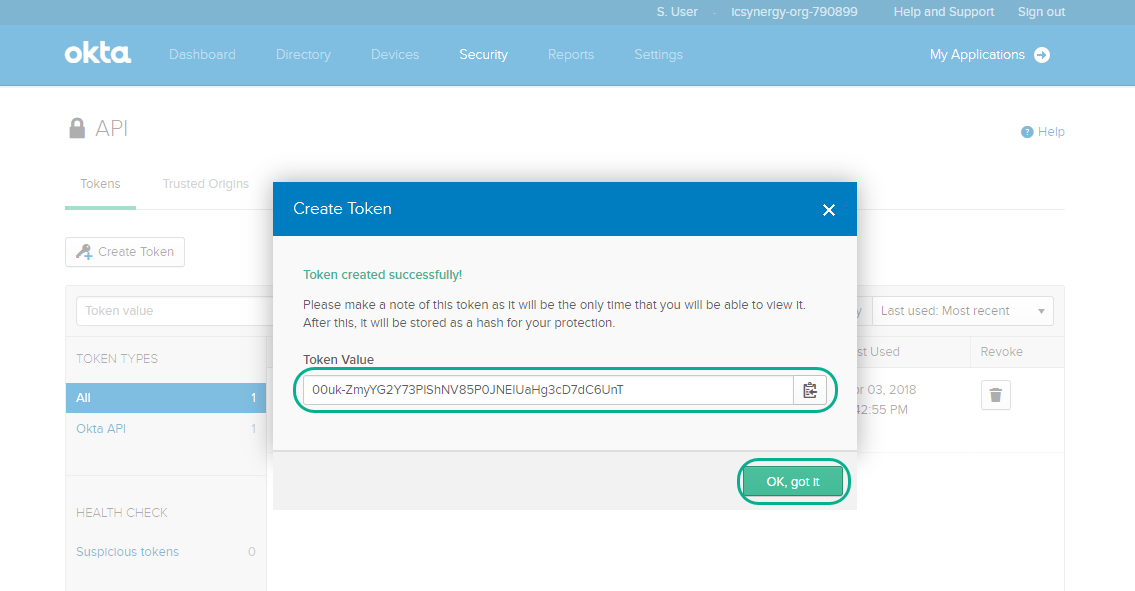 S. User - icsynergy-org-790899 Help and Support Sign out
okta Dashboard Directory Devices Security Reports Settings My Applications
API
? Help
Tokens Trusted Origins
Create Token
Create Token
Token created successfully!
Please make a note of this token as it will be the only time that you will be able to view it.
After this, it will be stored as a hash for your protection.
Token Value
00uk-ZmyYG2Y73PlShNV85P0JNElUaHg3cD7dC6UnT
OK, got it
Token value
Last used: Most recent
TOKEN TYPES
Used Revoke
All 1
03, 2018
42:55 PM
Okta API 1
HEALTH CHECK
Suspicious tokens 0